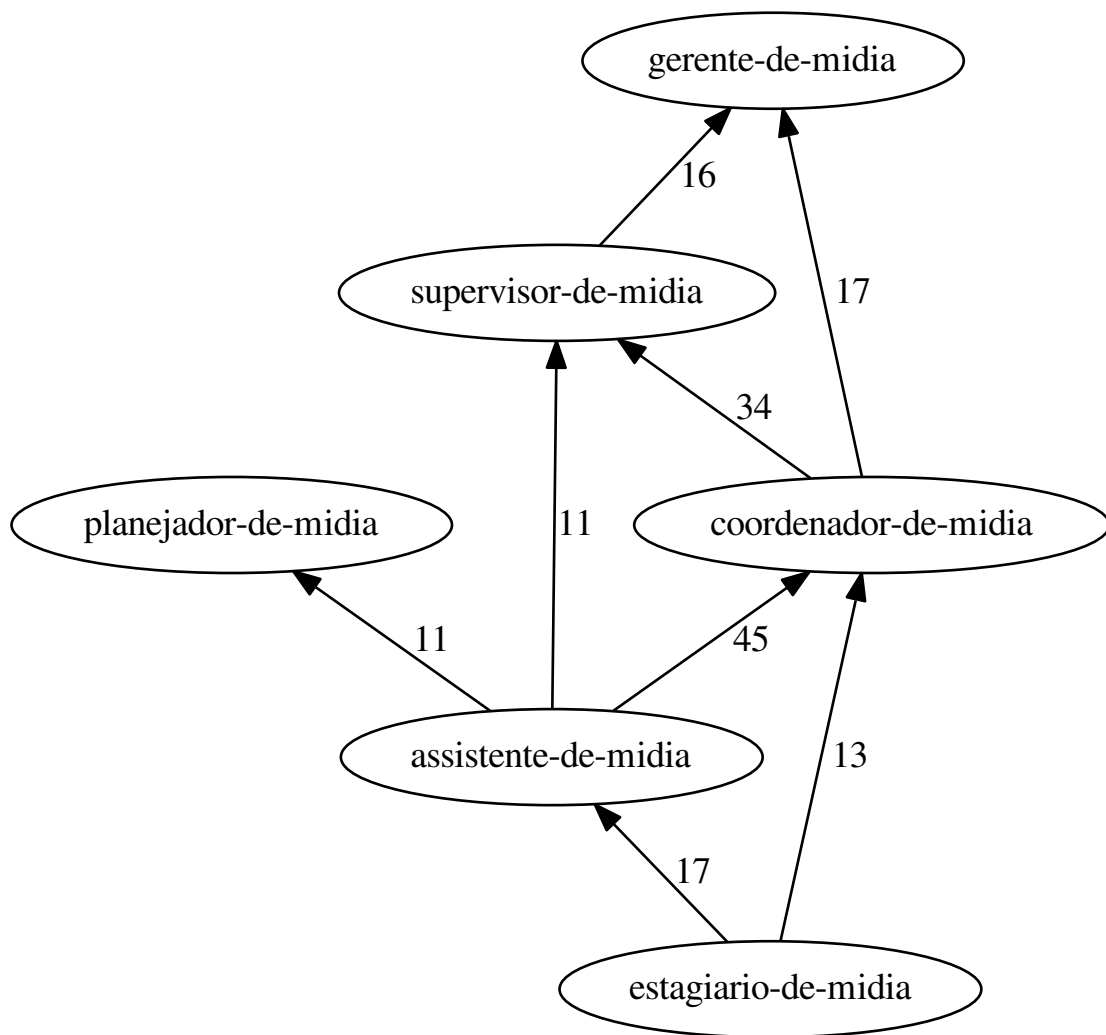 gerente-de-midia
16
supervisor-de-midia
17
34
planejador-de-midia
11
coordenador-de-midia
11
45
assistente-de-midia
13
17
estagiario-de-midia